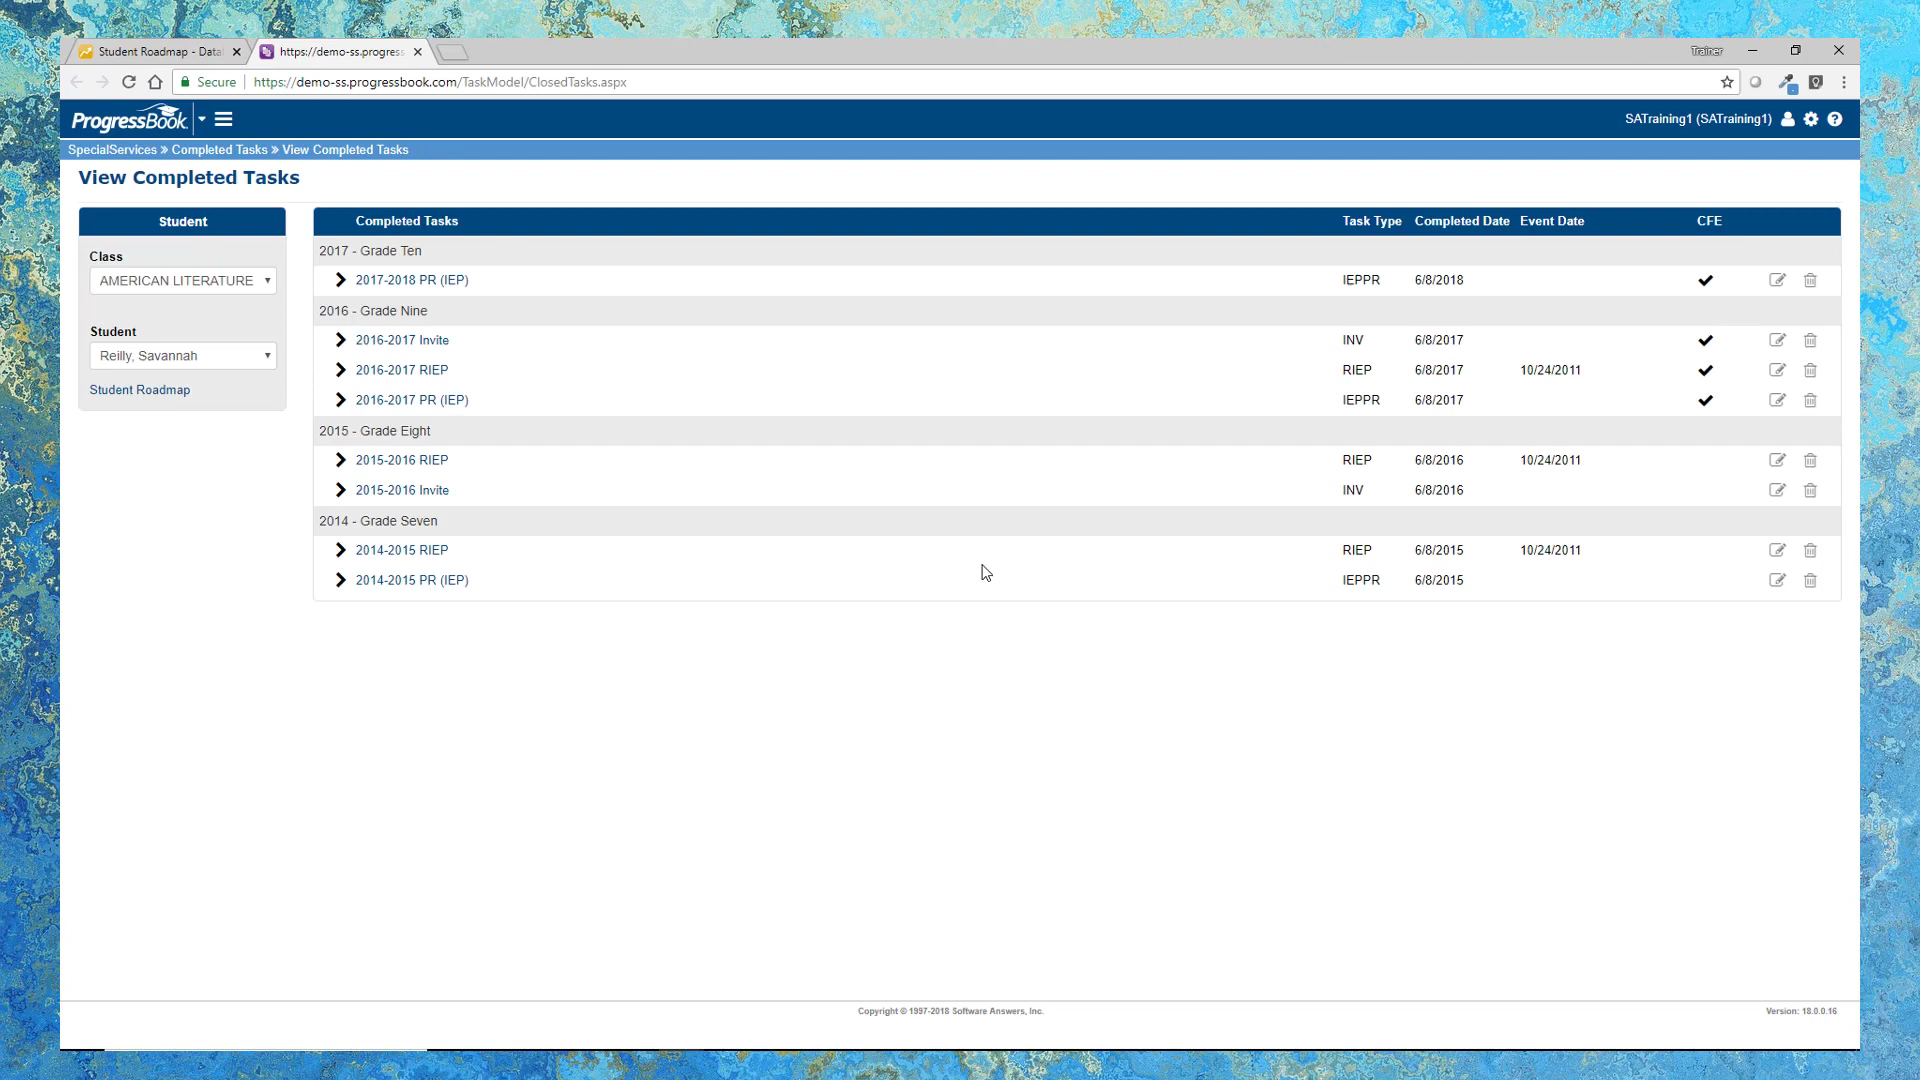 Student Roadmap - Data
https://demo-ss.progress
Trainer
Secure
https://demo-ss.progressbook.com/TaskModel/ClosedTasks.aspx
ProgressBook
SATraining1 (SATraining1)
SpecialServices » Completed Tasks » View Completed Tasks
View Completed Tasks
Student
Class
AMERICAN LITERATURE
Student
Reilly, Savannah
Student Roadmap
Completed Tasks Task Type Completed Date Event Date CFE
2017 - Grade Ten
2017-2018 PR (IEP) IEPPR 6/8/2018
2016 - Grade Nine
2016-2017 Invite INV 6/8/2017
2016-2017 RIEP RIEP 6/8/2017 10/24/2011
2016-2017 PR (IEP) IEPPR 6/8/2017
2015 - Grade Eight
2015-2016 RIEP RIEP 6/8/2016 10/24/2011
2015-2016 Invite INV 6/8/2016
2014 - Grade Seven
2014-2015 RIEP RIEP 6/8/2015 10/24/2011
2014-2015 PR (IEP) IEPPR 6/8/2015
Copyright © 1997-2018 Software Answers, Inc.
Version: 18.0.0.16